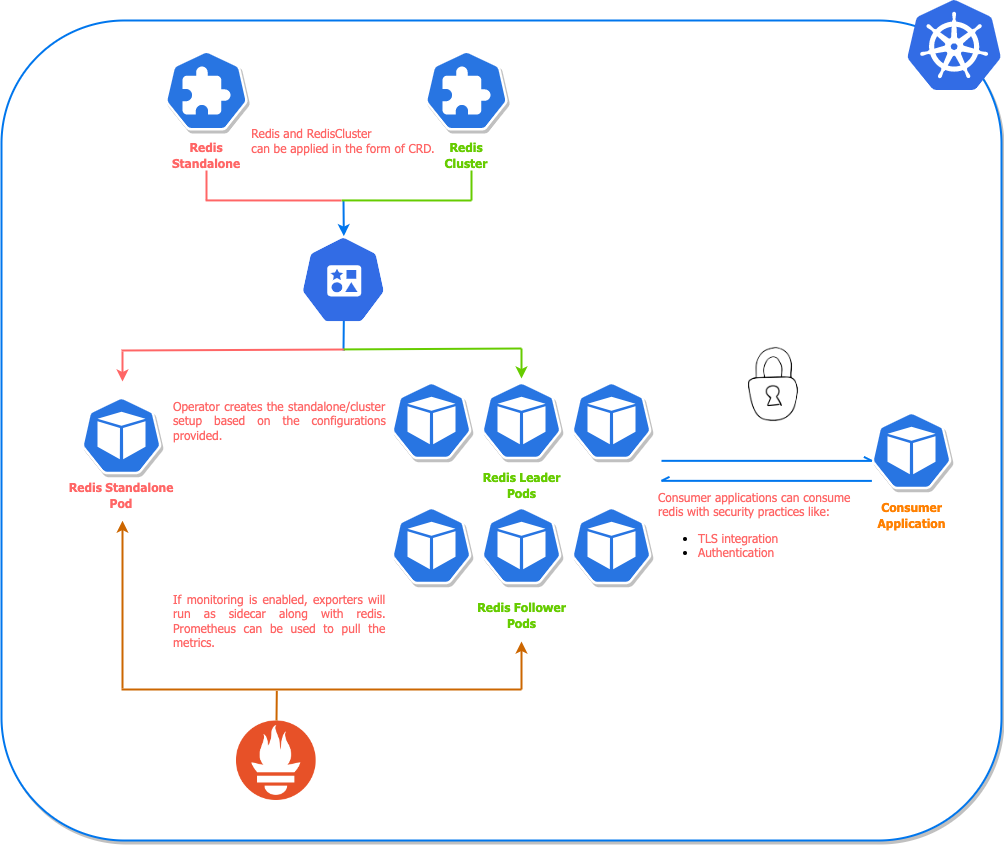 Redis
Standalone
Redis and RedisCluster
can be applied in the form of CRD.
Redis
Cluster
Operator creates the standalone/cluster
setup based on the configurations
provided.
Redis Standalone
Pod
Redis Leader
Pods
Consumer applications can consume
redis with security practices like:
TLS integration
Authentication
Consumer
Application
If monitoring is enabled, exporters will
run as sidecar along with redis.
Prometheus can be used to pull the
metrics.
Redis Follower
Pods